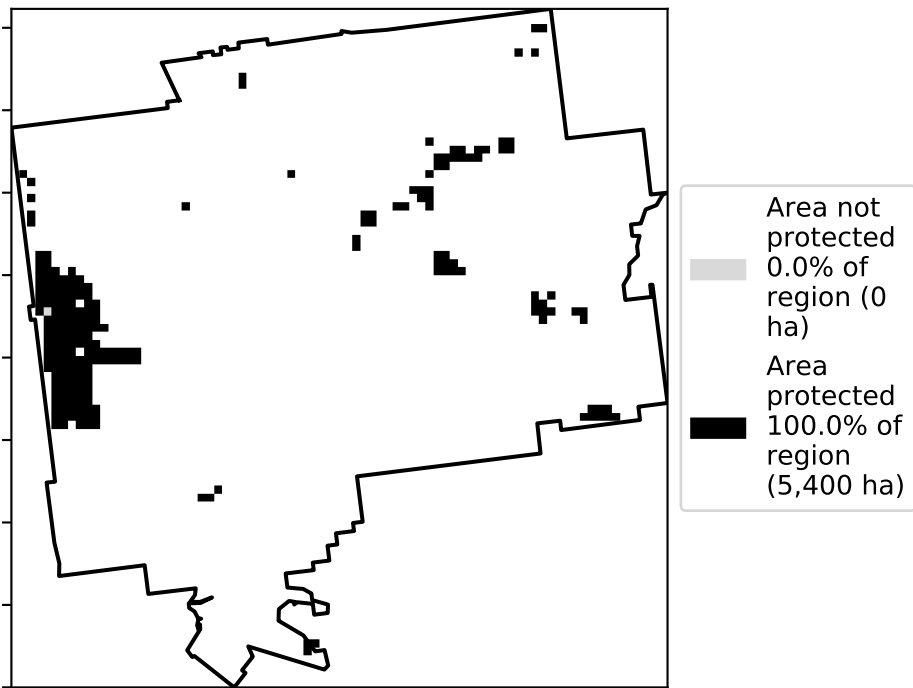 Area not
protected
0.0% of
region (0
ha)
Area
protected
100.0% of
region
(5,400 ha)